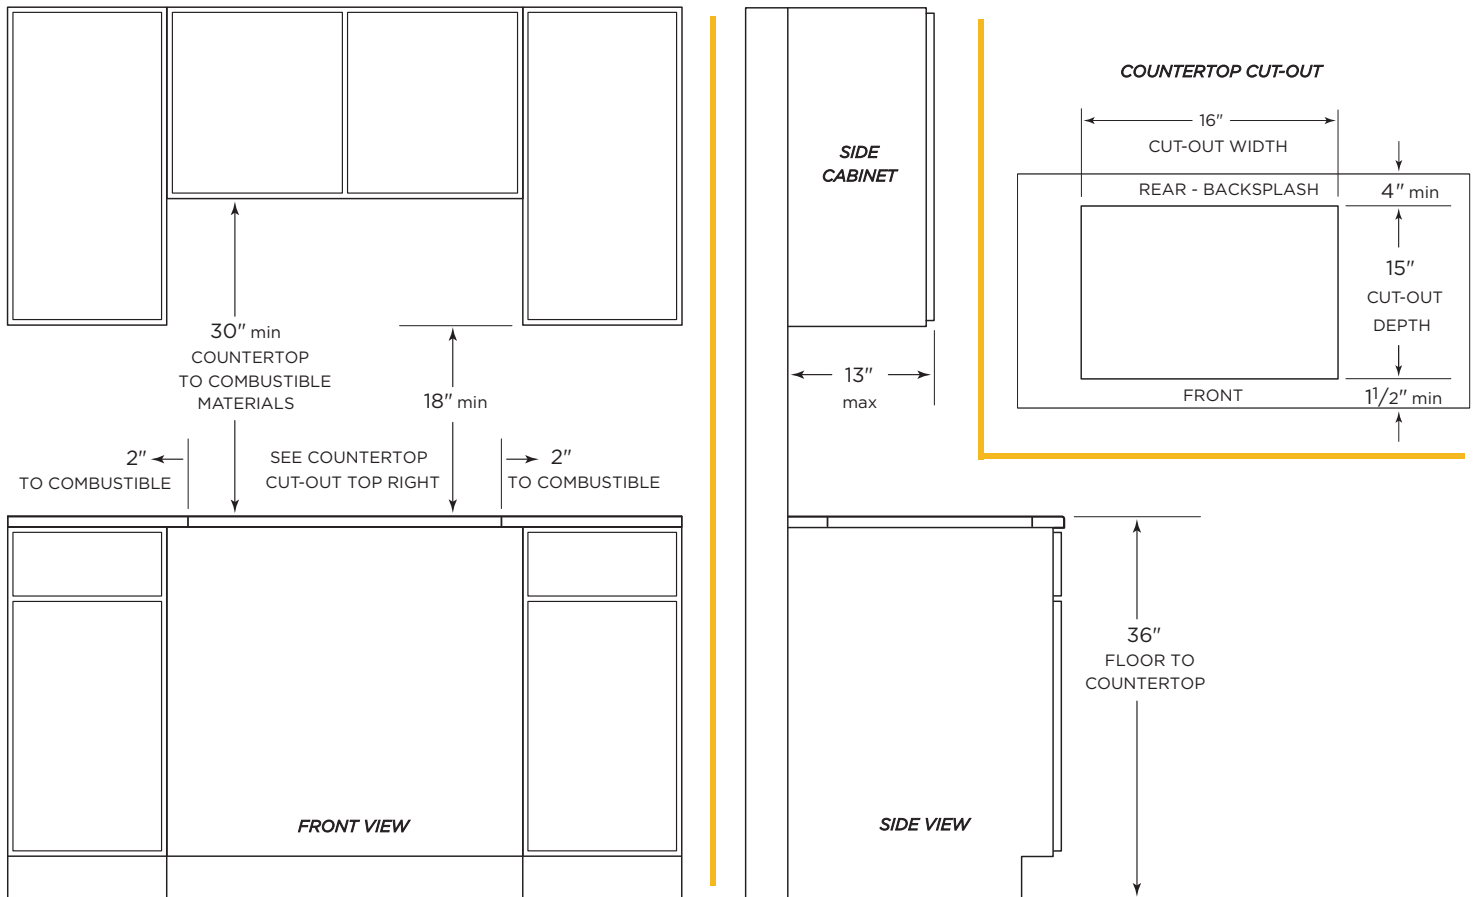 30" min
COUNTERTOP
TO COMBUSTIBLE
MATERIALS
18" min
2"
TO COMBUSTIBLE
SEE COUNTERTOP
CUT-OUT TOP RIGHT
2"
TO COMBUSTIBLE
FRONT VIEW
SIDE
CABINET
13"
max
36"
FLOOR TO
COUNTERTOP
SIDE VIEW
COUNTERTOP CUT-OUT
16"
CUT-OUT WIDTH
REAR - BACKSPLASH
4" min
15"
CUT-OUT
DEPTH
FRONT
1 1/2" min